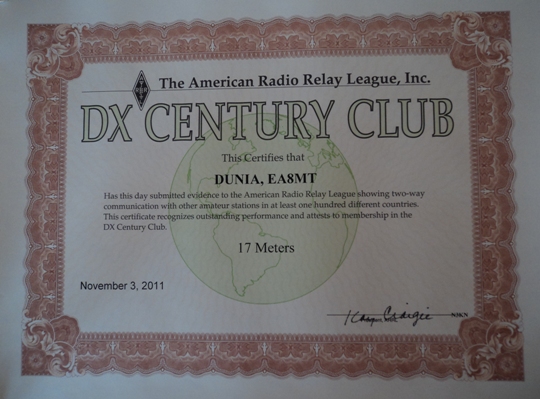 The American Radio Relay League, Inc.
DX CENTURY CLUB
This Certifies that
DUNIA, EA8MT
Has this day submitted evidence to the American Radio Relay League showing two-way
communication with other amateur stations in at least one hundred different countries.
This certificate recognizes outstanding performance and attests to membership in the
DX Century Club.
17 Meters
November 3, 2011
Kay Craigie